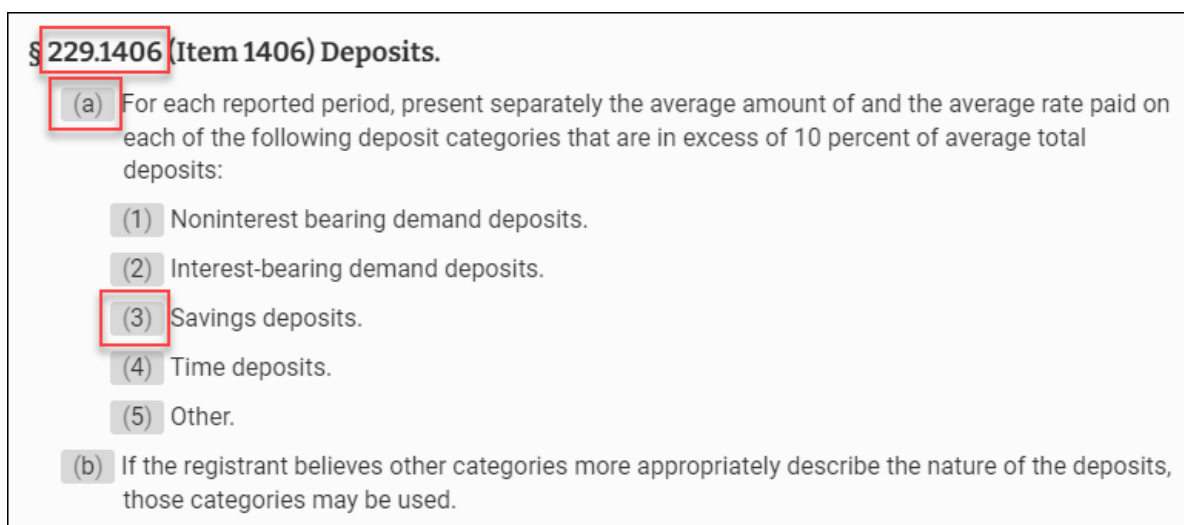 § 229.1406 (Item 1406) Deposits.
(a) For each reported period, present separately the average amount of and the average rate paid on
each of the following deposit categories that are in excess of 10 percent of average total
deposits:
(1) Noninterest bearing demand deposits.
(2) Interest-bearing demand deposits.
(3) Savings deposits.
(4) Time deposits.
(5) Other.
(b) If the registrant believes other categories more appropriately describe the nature of the deposits,
those categories may be used.